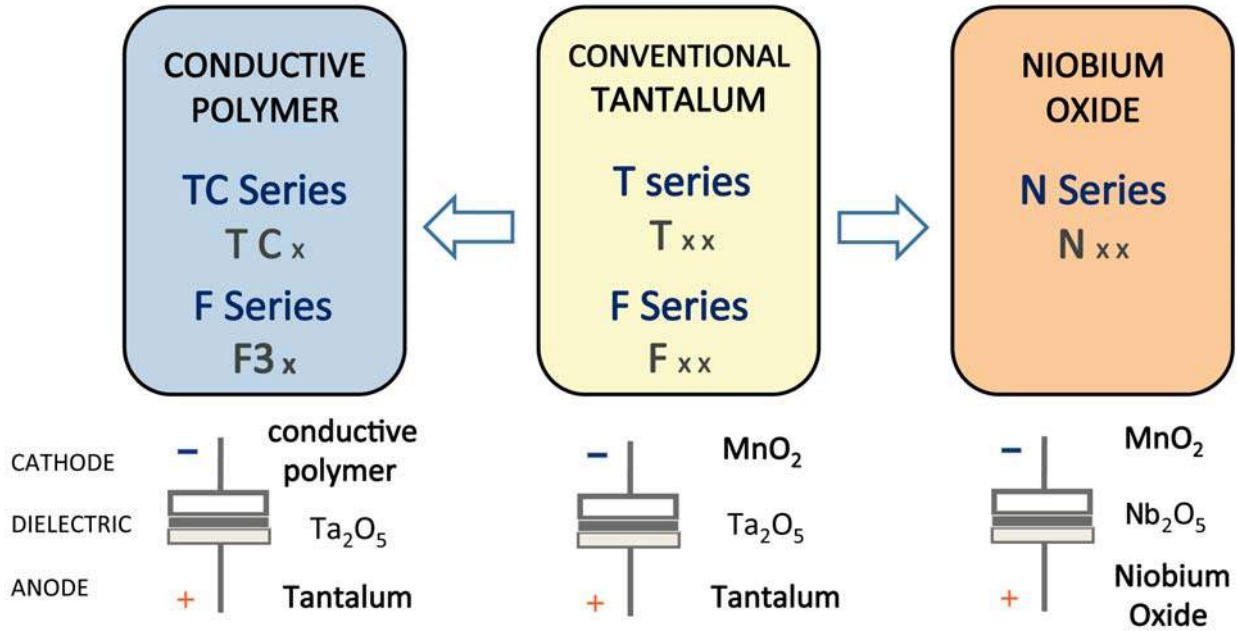 CONDUCTIVE
POLYMER
TC Series
T C x
F Series
F3 x
CONVENTIONAL
TANTALUM
T series
T x x
F Series
F x x
NIOBIUM
OXIDE
N Series
N x x
CATHODE
DIELECTRIC
ANODE
−
conductive
polymer
Ta₂O₅
+
Tantalum
−
MnO₂
Ta₂O₅
+
Tantalum
−
MnO₂
Nb₂O₅
+
Niobium
Oxide